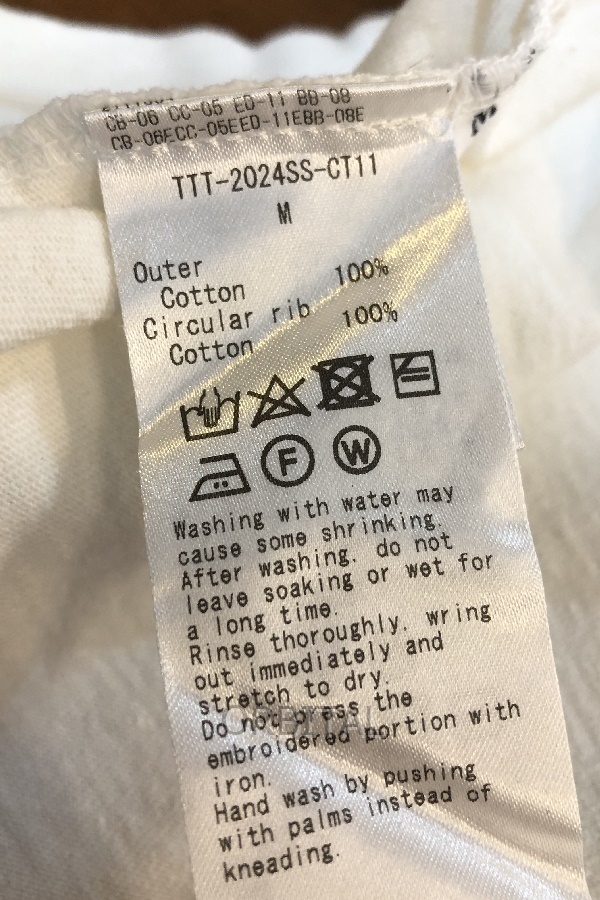 CB-06 CC-05 ED-11 BB-08
CB-06ECC-05EED-11EBB-08E
M
TTT-2024SS-CT11
M
Outer
Cotton 100%
Circular rib
Cotton 100%
F W
Washing with water may
cause some shrinking.
After washing. do not
leave soaking or wet for
a long time.
Rinse thoroughly. wring
out immediately and
stretch to dry.
Do not press the
embroidered portion with
iron.
Hand wash by pushing
with palms instead of
kneading.